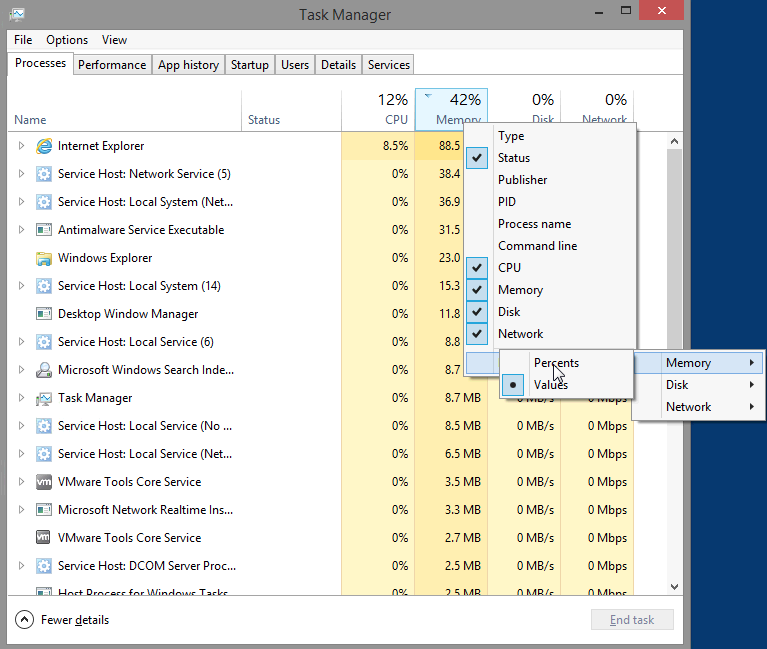 Task Manager
File Options View
Processes Performance App history Startup Users Details Services
12% 42% 0% 0%
Name Status CPU Memory Disk Network
Internet Explorer 8.5% 88.5
Service Host: Network Service (5) 0% 38.4
Service Host: Local System (Net... 0% 36.9
Antimalware Service Executable 0% 31.5
Windows Explorer 0% 23.0
Service Host: Local System (14) 0% 15.3
Desktop Window Manager 0% 11.8
Service Host: Local Service (6) 0% 8.8
Microsoft Windows Search Inde... 0% 8.7
Task Manager 0% 8.7 MB 0 MB/s 0 Mbps
Service Host: Local Service (No ... 0% 8.5 MB 0 MB/s 0 Mbps
Service Host: Local Service (Net... 0% 6.5 MB 0 MB/s 0 Mbps
vm VMware Tools Core Service 0% 3.5 MB 0 MB/s 0 Mbps
Microsoft Network Realtime Ins... 0% 3.3 MB 0 MB/s 0 Mbps
vm VMware Tools Core Service 0% 2.7 MB 0 MB/s 0 Mbps
Service Host: DCOM Server Proc... 0% 2.5 MB 0 MB/s 0 Mbps
Host Process for Windows Tasks 0% 2.5 MB 0 MB/s 0 Mbps
Type
Status
Publisher
PID
Process name
Command line
CPU
Memory
Disk
Network
Percents
Values
Memory
Disk
Network
Fewer details End task